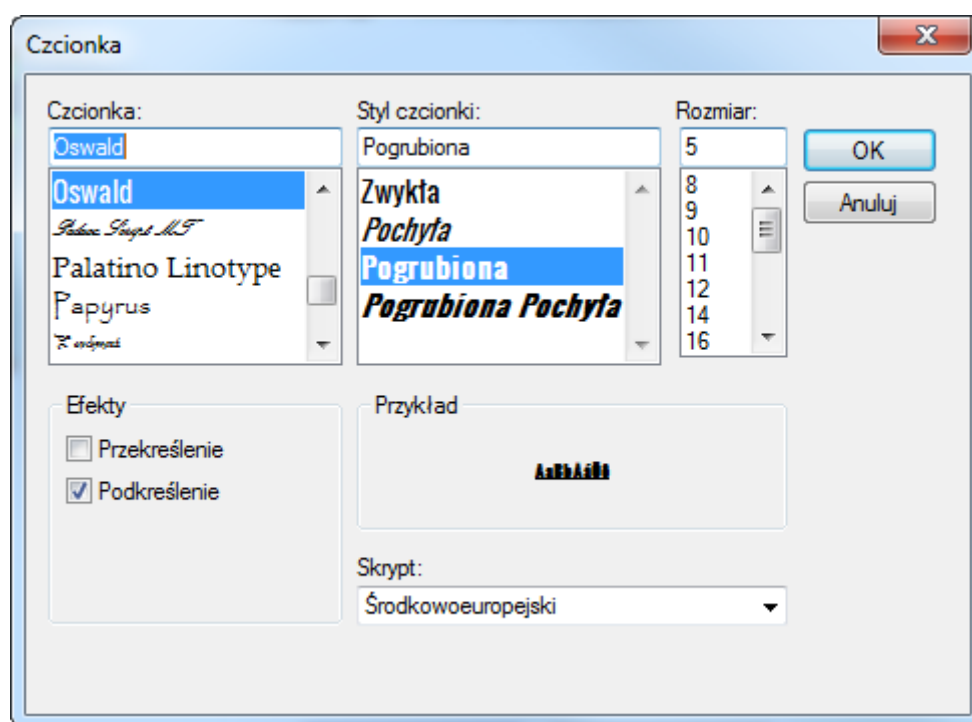 Czcionka
Czcionka:
Oswald
Oswald
Palatino Linotype
Papyrus
Styl czcionki:
Pogrubiona
Zwykła
Pochyła
Pogrubiona
Pogrubiona Pochyła
Rozmiar:
5
8
9
10
11
12
14
16
OK
Anuluj
Efekty
Przekreślenie
Podkreślenie
Przykład
Skrypt:
Środkowoeuropejski